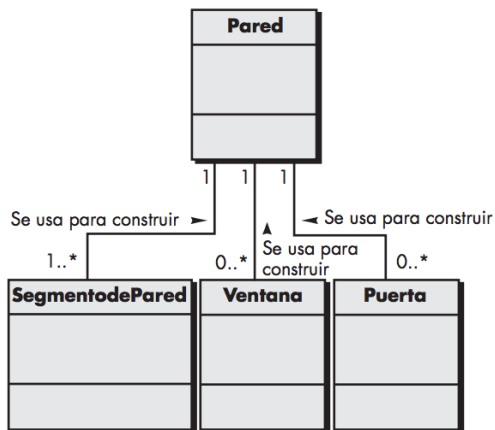 Pared
1 1 1
Se usa para construir
Se usa para construir
Se usa para
construir
1..*
0..*
0..*
SegmentodePared
Ventana
Puerta